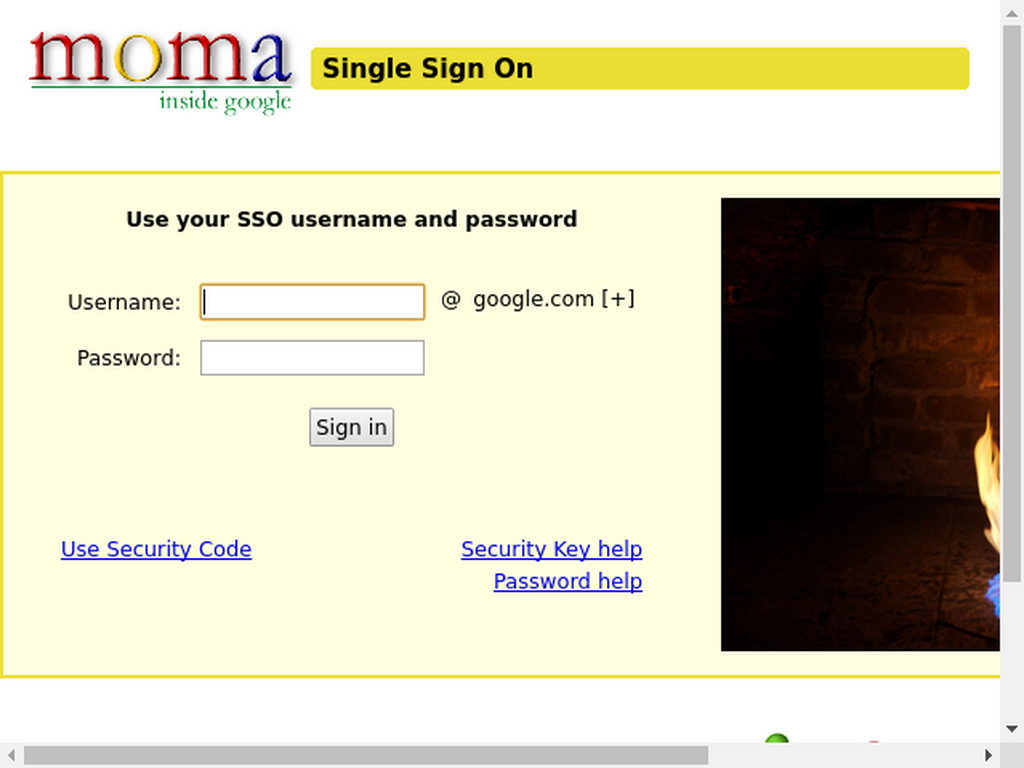 moma
inside google
Single Sign On
Use your SSO username and password
Username: @ google.com [+]
Password:
Sign in
Use Security Code
Security Key help
Password help